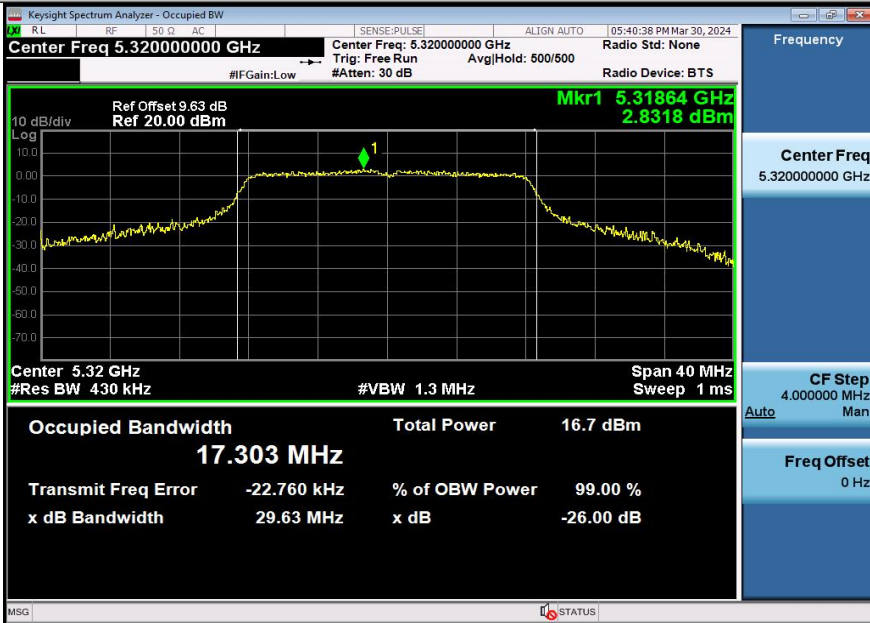 Keysight Spectrum Analyzer - Occupied BW
LXI RL RF 50 Ω AC SENSE:PULSE ALIGN AUTO 05:40:38 PM Mar 30, 2024
Center Freq 5.320000000 GHz
Center Freq: 5.320000000 GHz
Radio Std: None
Trig: Free Run Avg|Hold: 500/500
#IFGain:Low
#Atten: 30 dB
Radio Device: BTS
Ref Offset 9.63 dB
Mkr1 5.31864 GHz
10 dB/div Ref 20.00 dBm
2.8318 dBm
Log
10.0
0.00
-10.0
-20.0
-30.0
-40.0
-50.0
-60.0
-70.0
1
Center 5.32 GHz
Span 40 MHz
#Res BW 430 kHz
#VBW 1.3 MHz
Sweep 1 ms
Occupied Bandwidth
Total Power 16.7 dBm
17.303 MHz
Transmit Freq Error -22.760 kHz
% of OBW Power 99.00 %
x dB Bandwidth 29.63 MHz
x dB -26.00 dB
Frequency
Center Freq
5.320000000 GHz
CF Step
4.000000 MHz
Auto Man
Freq Offset
0 Hz
MSG
STATUS